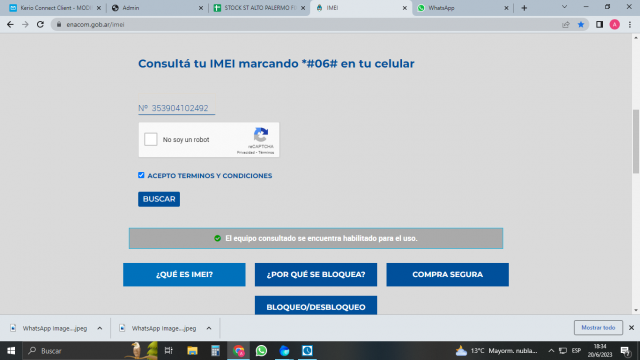 Kerio Connect Client - MODI
Admin
STOCK ST ALTO PALERMO F
IMEI
WhatsApp
enacom.gob.ar/imei
A
Consultá tu IMEI marcando *#06# en tu celular
Nº 353904102492
No soy un robot
reCAPTCHA
Privacidad - Términos
ACEPTO TERMINOS Y CONDICIONES
BUSCAR
El equipo consultado se encuentra habilitado para el uso.
¿QUÉ ES IMEI?
¿POR QUÉ SE BLOQUEA?
COMPRA SEGURA
BLOQUEO/DESBLOQUEO
WhatsApp Image....jpeg
WhatsApp Image....jpeg
Mostrar todo
Buscar
13°C Mayorm. nubla...
ESP
18:34
20/6/2023